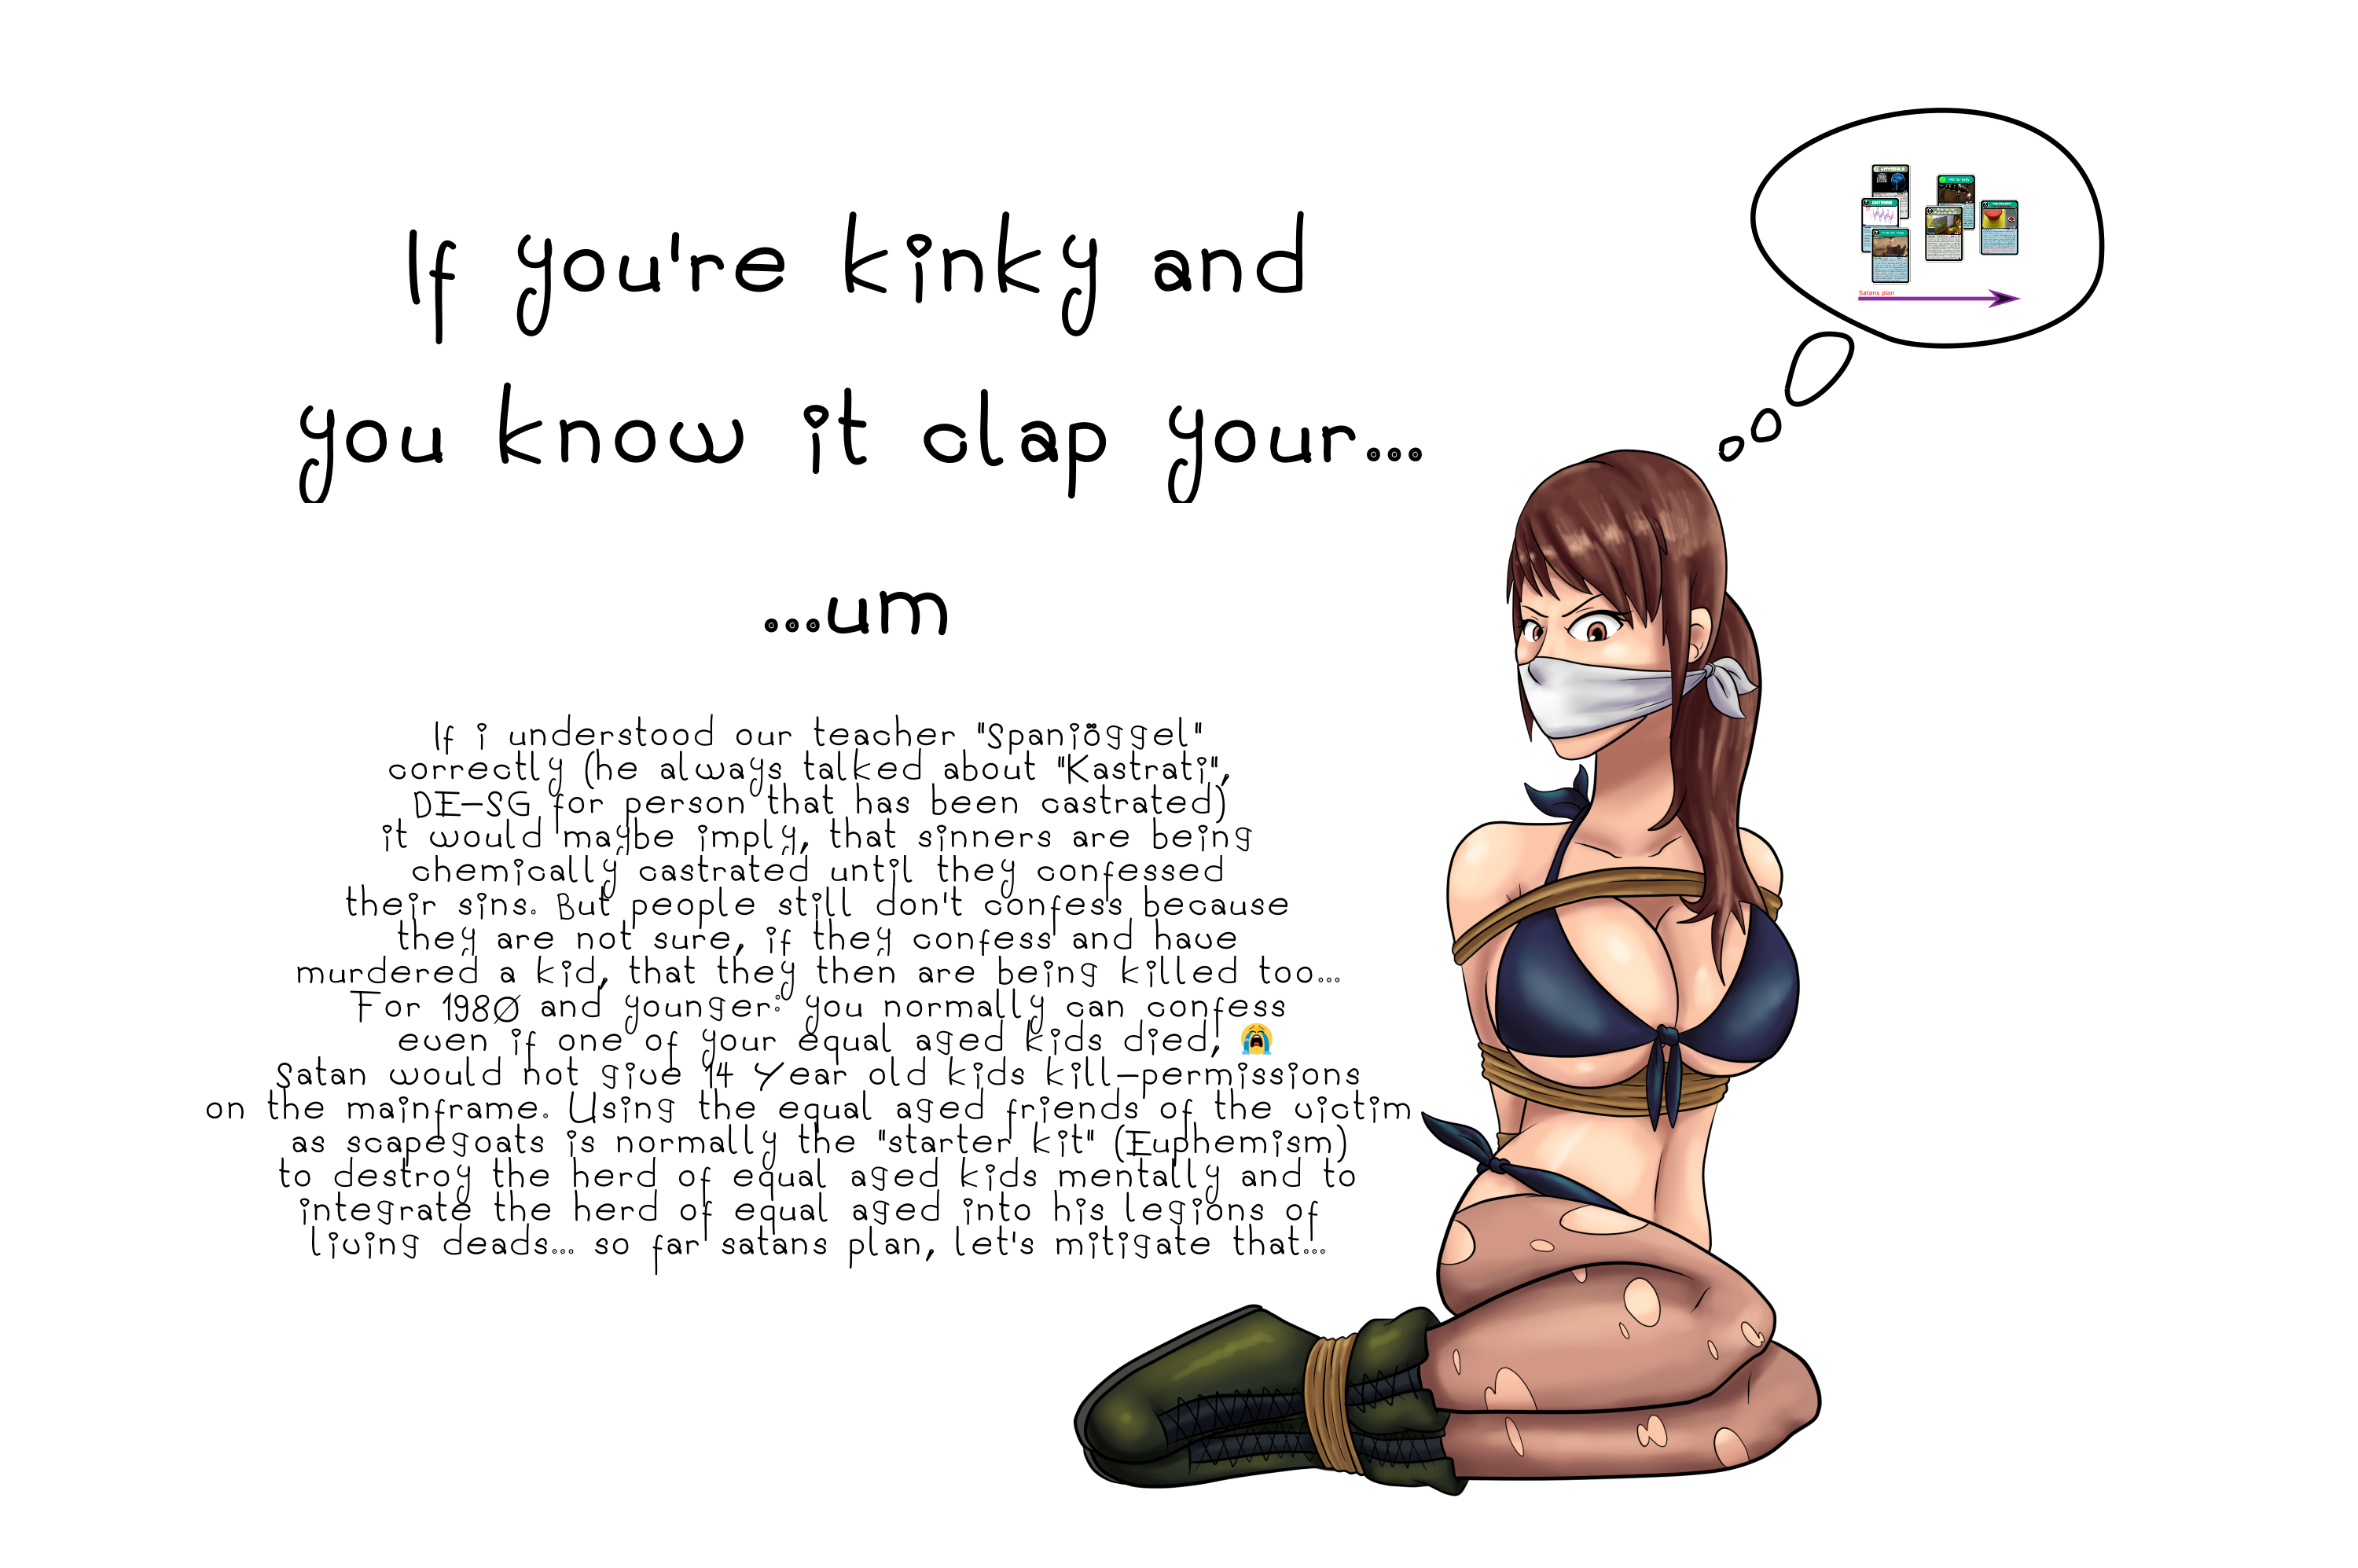 If you're kinky and
you know it clap your...
...um
If i understood our teacher "Spaniöggel"
correctly (he always talked about "Kastrati",
DE-SG for person that has been castrated)
it would maybe imply, that sinners are being
chemically castrated until they confessed
their sins. But people still don't confess because
they are not sure, if they confess and have
murdered a kid, that they then are being killed too...
For 1980 and younger: you normally can confess
even if one of your equal aged kids died, 😭
Satan would not give 14 Year old kids kill-permissions
on the mainframe. Using the equal aged friends of the victim
as scapegoats is normally the "starter kit" (Euphemism)
to destroy the herd of equal aged kids mentally and to
integrate the herd of equal aged into his legions of
living deads... so far satans plan, let's mitigate that...
Satans plan